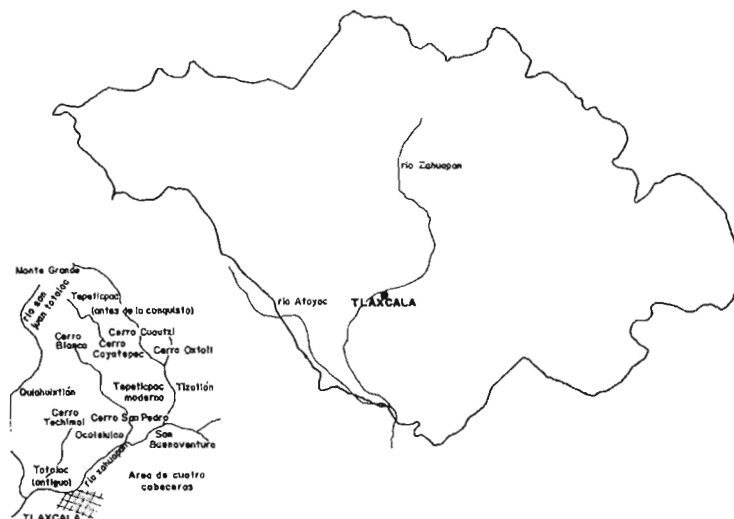 río Zahuapan
río Atoyac
TLAXCALA
Monte Grande
río san
juan totolac
Tepeticpac
(antes de la conquista)
Cerro Cuautzi
Cerro
Blanco
Cerro
Coyotepec
Cerro Oxtotl
Quiahuixtlán
Tepeticpac
moderno
Tizatlán
Cerro
Techimal
Cerro San Pedro
Ocotelulco
San
Buenaventura
Totolac
(antiguo)
río zahuapan
Area de cuatro
cabeceras
TLAXCALA